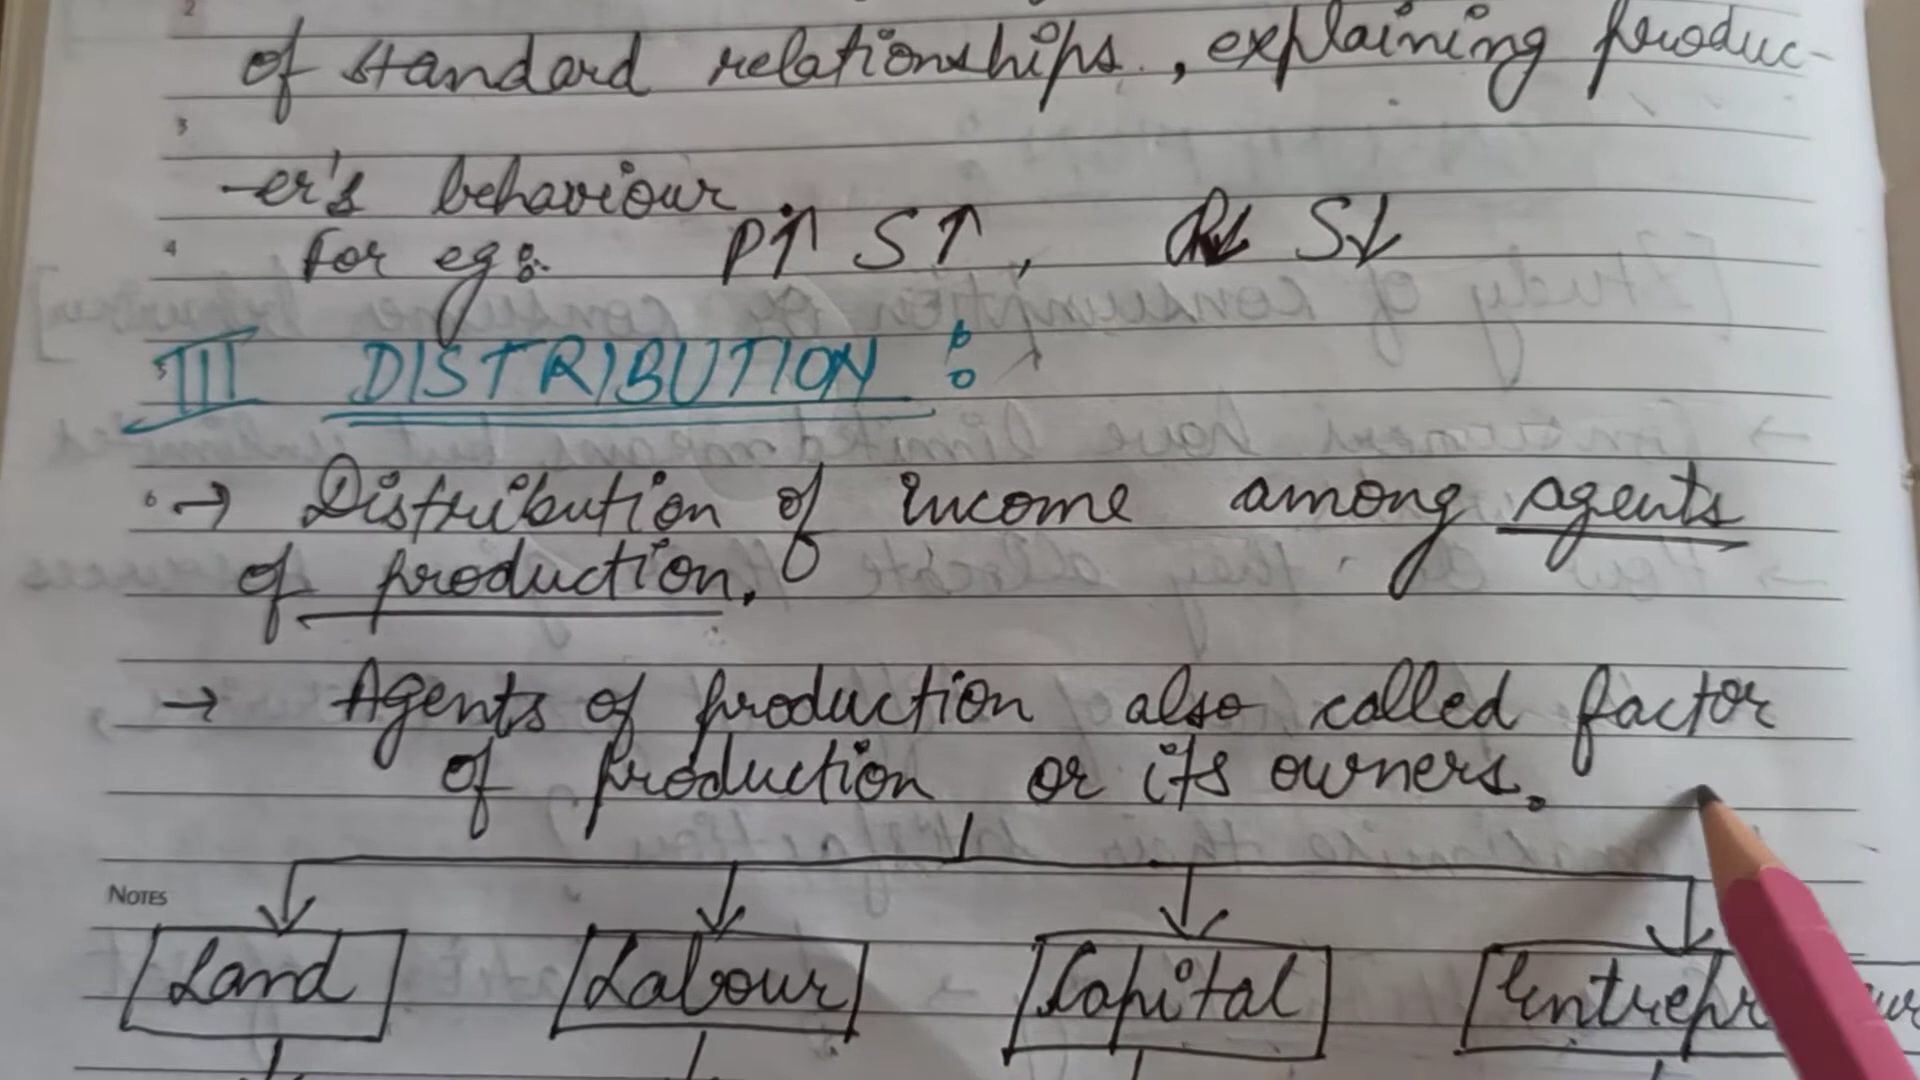 of standard relationships, explaining produc-
-er's behaviour
For eg: P↑ S↑, P↓ S↓
III DISTRIBUTION :
→ Distribution of income among agents
of production.
→ Agents of production also called factor
of production or its owners.
NOTES
Land Labour Capital